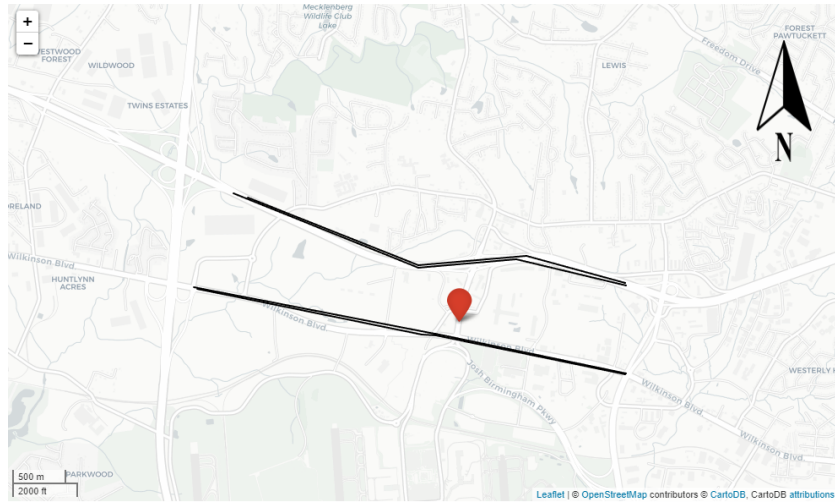 Mecklenberg
Wildlife Club
Lake
+
−
WESTWOOD
FOREST
WILDWOOD
TWINS ESTATES
LEWIS
FOREST
PAWTUCKETT
Freedom Drive
N
ORELAND
Wilkinson Blvd
HUNTLYNN
ACRES
Wilkinson Blvd
Wilkinson Blvd
Josh Birmingham Pkwy
WESTERLY H
Wilkinson Blvd
Wilkinson Blvd
PARKWOOD
500 m
2000 ft
Leaflet | © OpenStreetMap contributors © CartoDB, CartoDB attributions